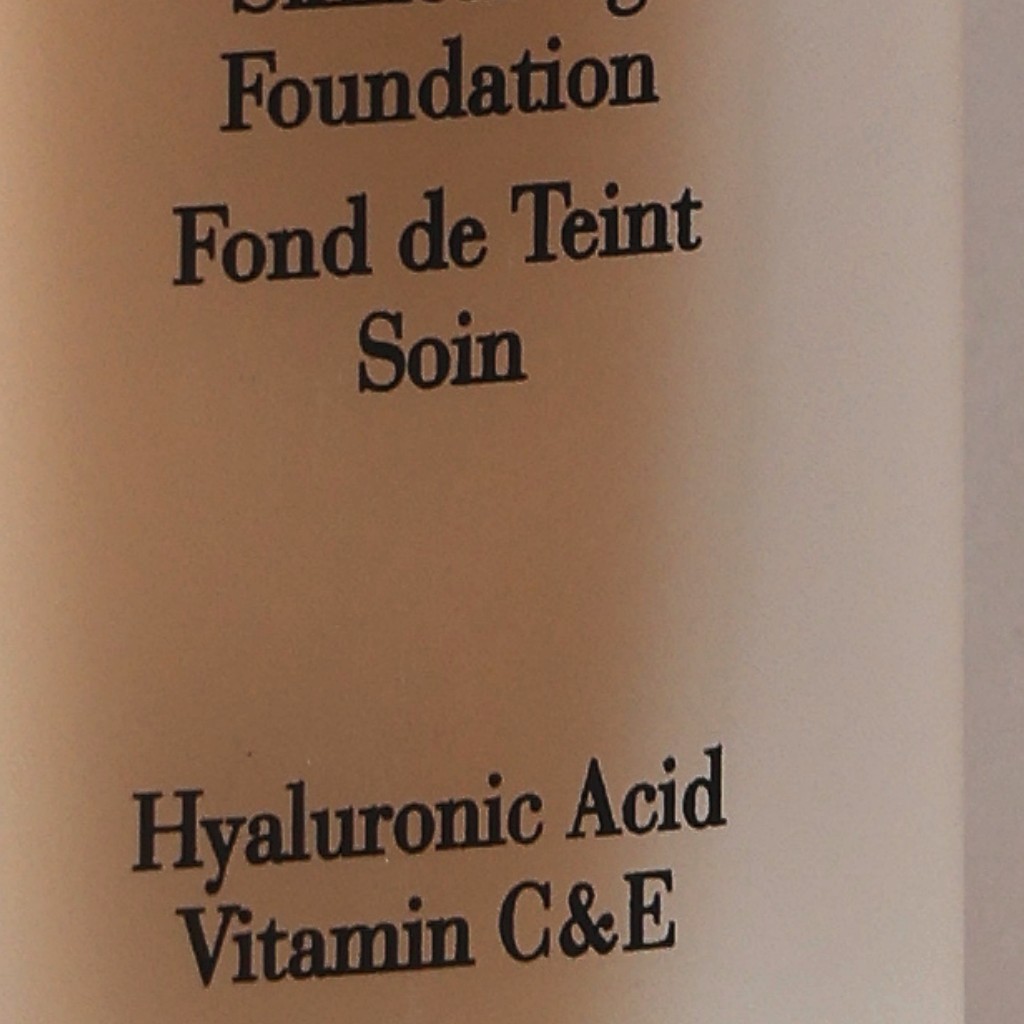 Foundation
Fond de Teint
Soin
Hyaluronic Acid
Vitamin C&E